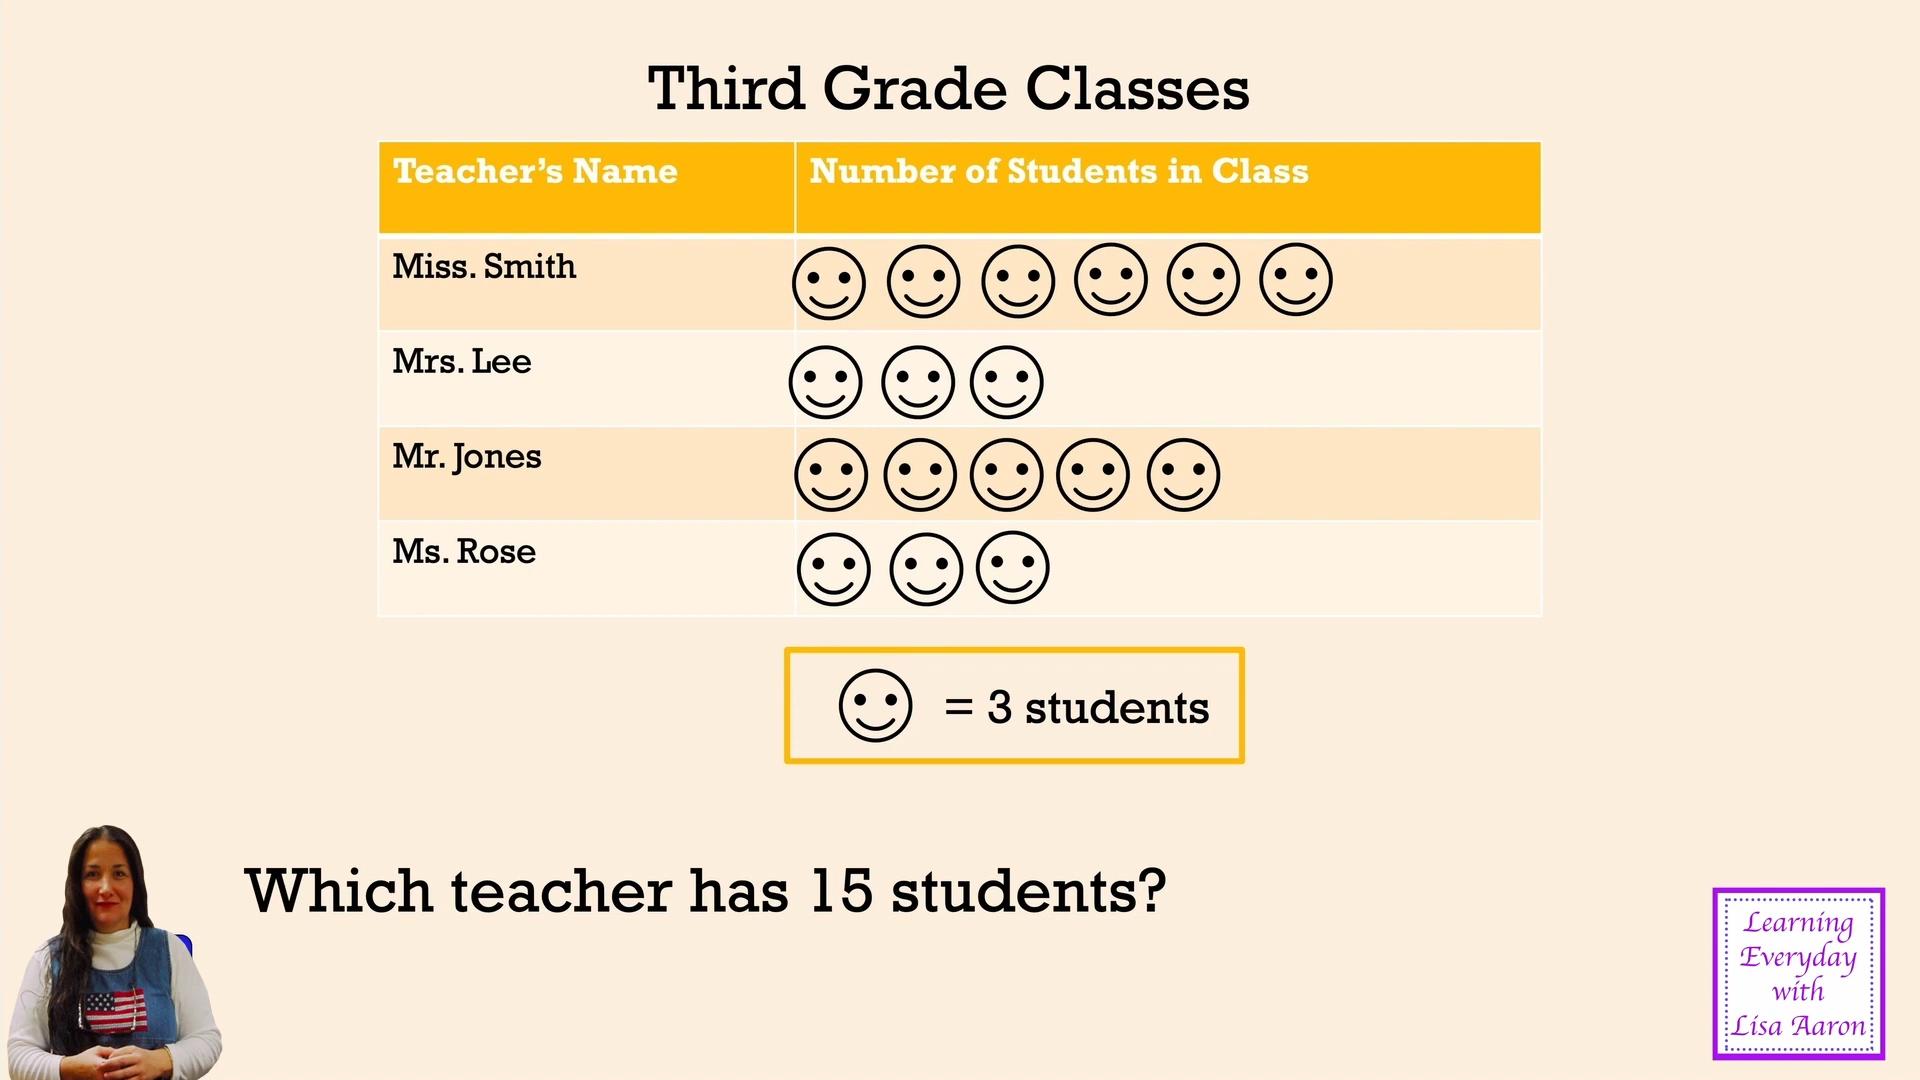 Third Grade Classes
Teacher's Name
Number of Students in Class
Miss. Smith
Mrs. Lee
Mr. Jones
Ms. Rose
= 3 students
Which teacher has 15 students?
Learning
Everyday
with
Lisa Aaron